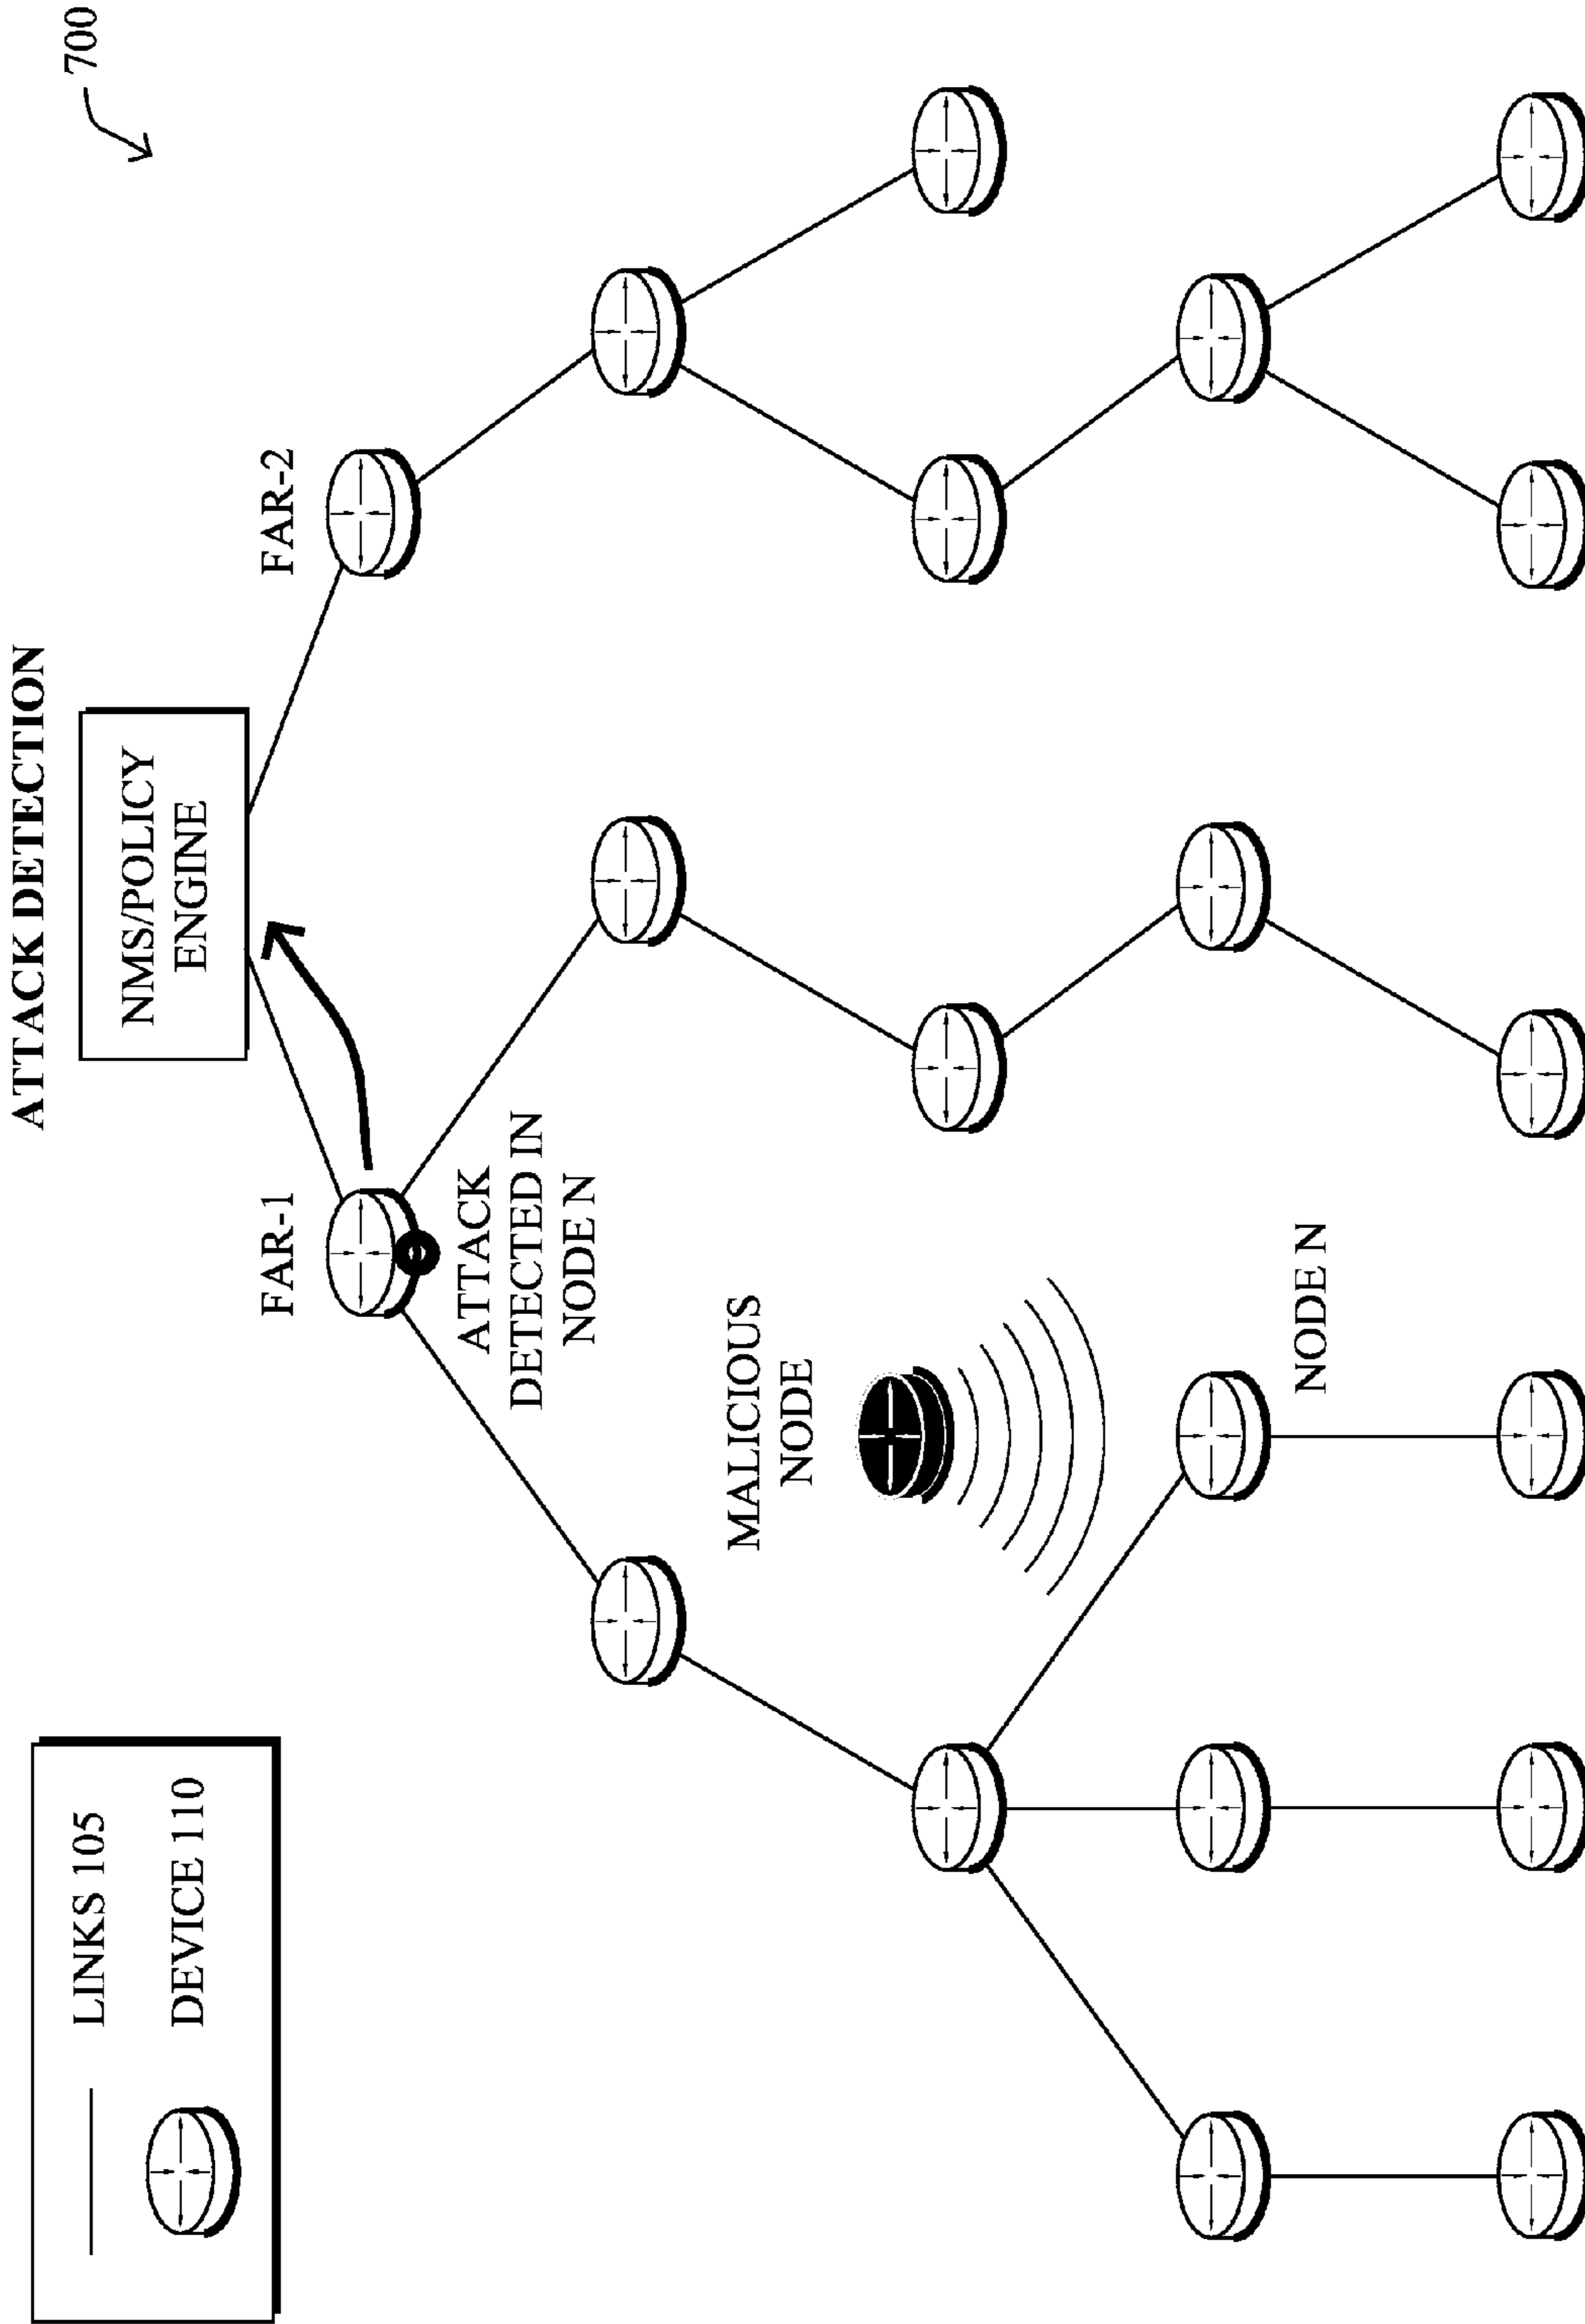 LINKS 105
DEVICE 110
ATTACK DETECTION
700
NMS/POLICY
ENGINE
FAR-1
FAR-2
ATTACK
DETECTED IN
NODE N
MALICIOUS
NODE
NODE N